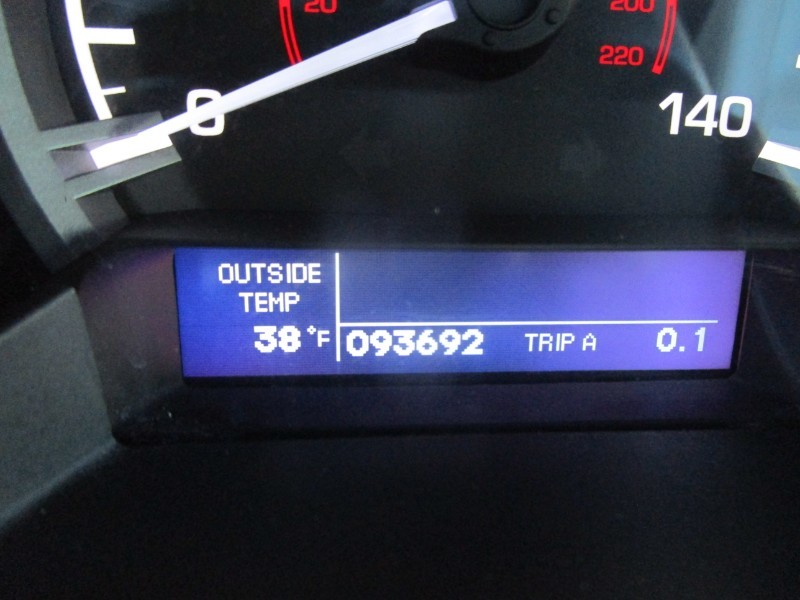 20
200
220
0
140
OUTSIDE
TEMP
38 °F
093692 TRIP A 0.1